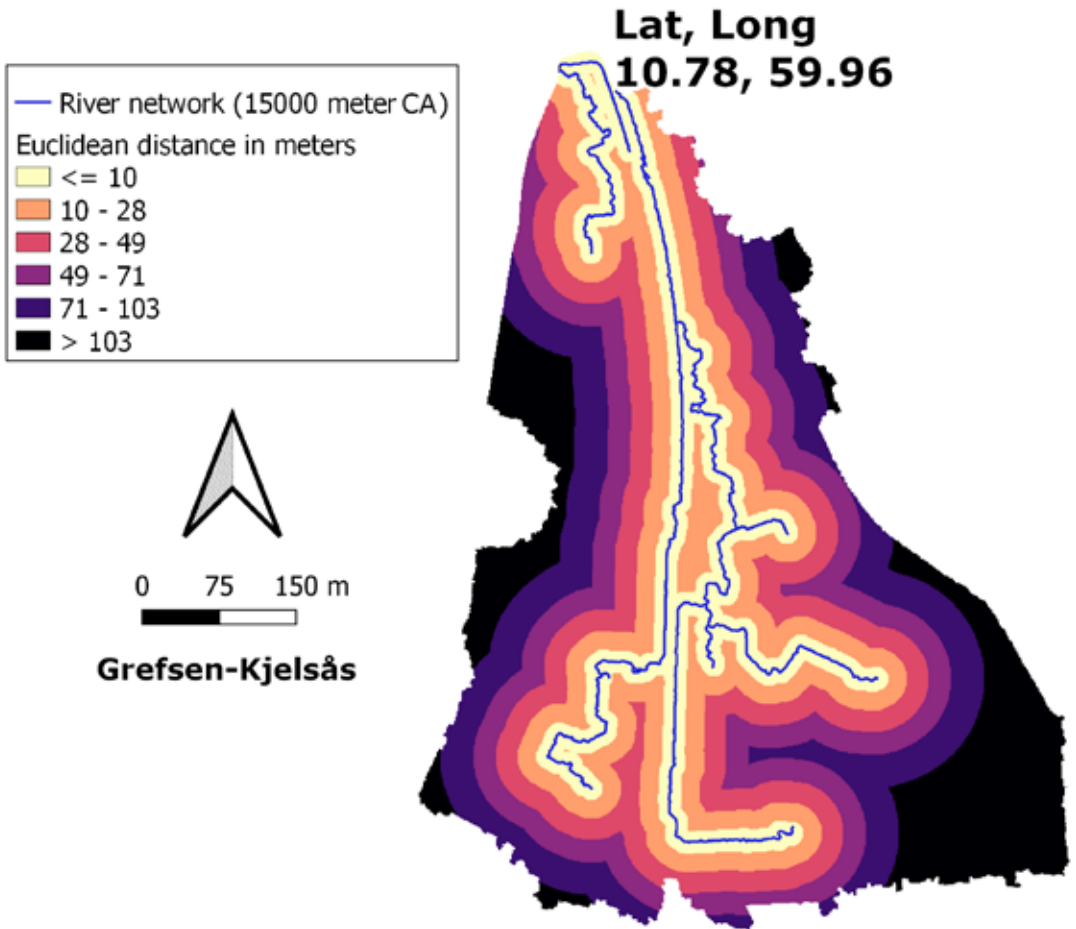 Lat, Long
10.78, 59.96
River network (15000 meter CA)
Euclidean distance in meters
<= 10
10 - 28
28 - 49
49 - 71
71 - 103
> 103
0 75 150 m
Grefsen-Kjelsås